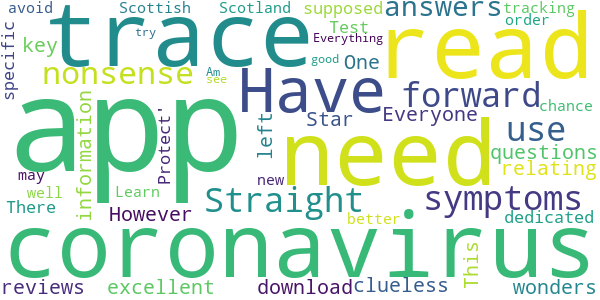 avoid Scottish Scotland supposed answers tracking
specific key trace try Test Everything order read
nonsense Am see Have One good forward chance
app information Protect' left Star Everyone use
need questions
may well Learn new Straight symptoms relating
There However better dedicated
coronavirus This
reviews excellent download clueless wonders